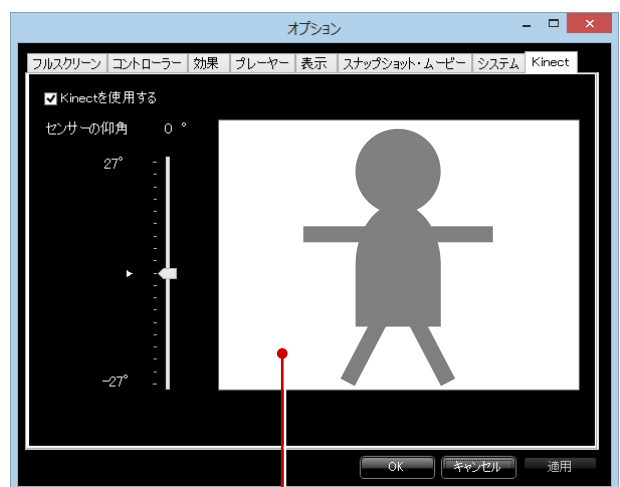 オプション
フルスクリーン コントローラー 効果 プレーヤー 表示 スナップショット・ムービー システム Kinect
Kinectを使用する
センサーの仰角 0 °
27°
-27°
OK キャンセル 適用